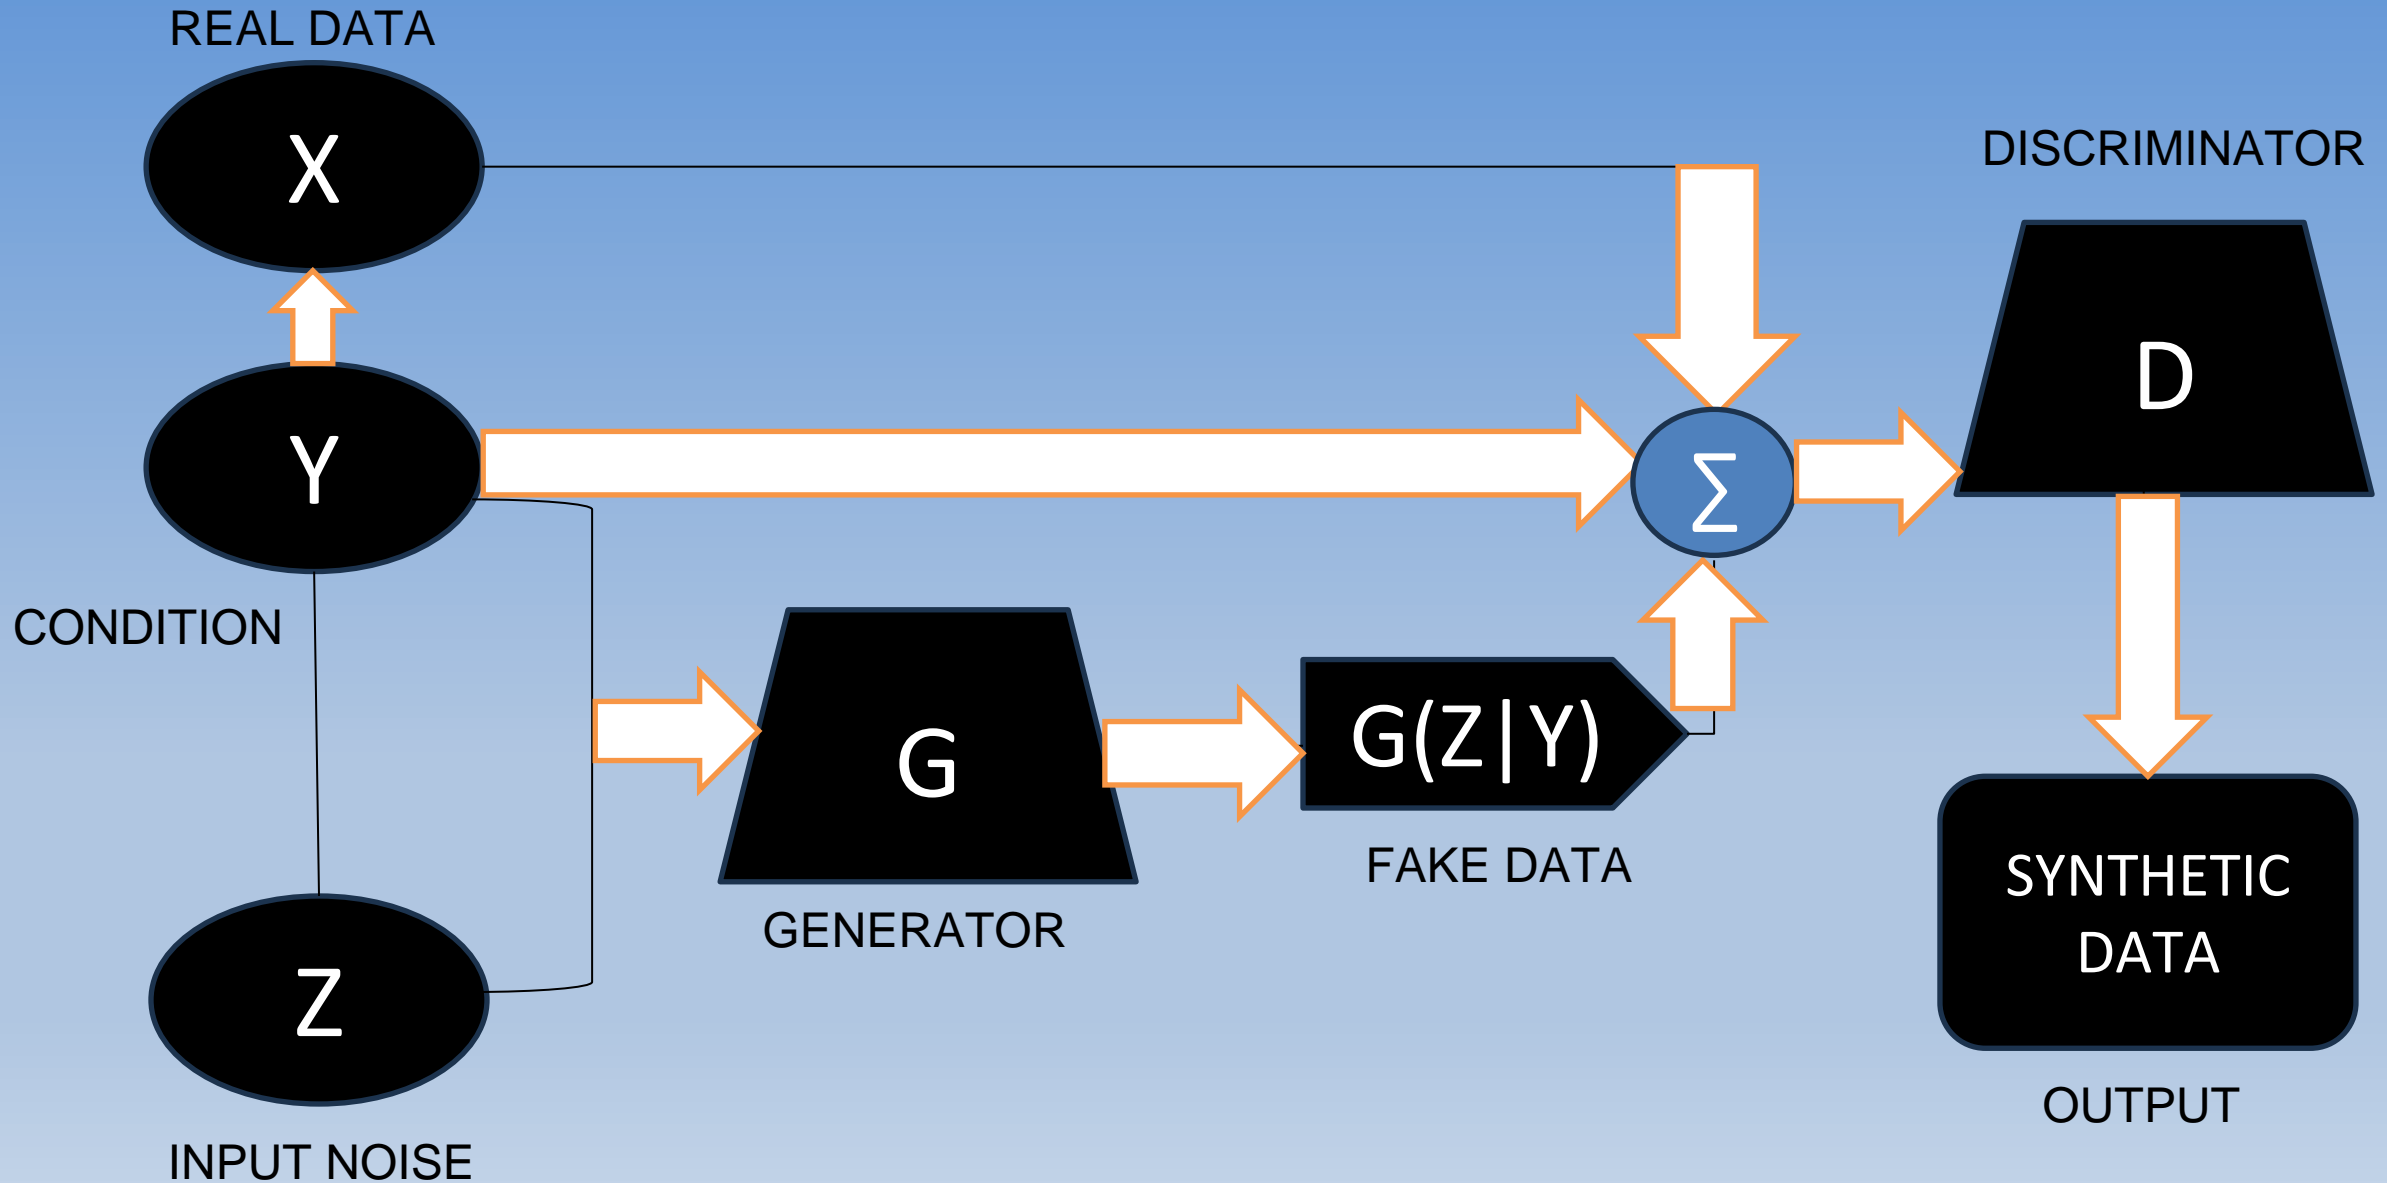 REAL DATA
X
DISCRIMINATOR
D
Y
∑
CONDITION
G
G(Z|Y)
FAKE DATA
GENERATOR
SYNTHETIC
DATA
Z
OUTPUT
INPUT NOISE